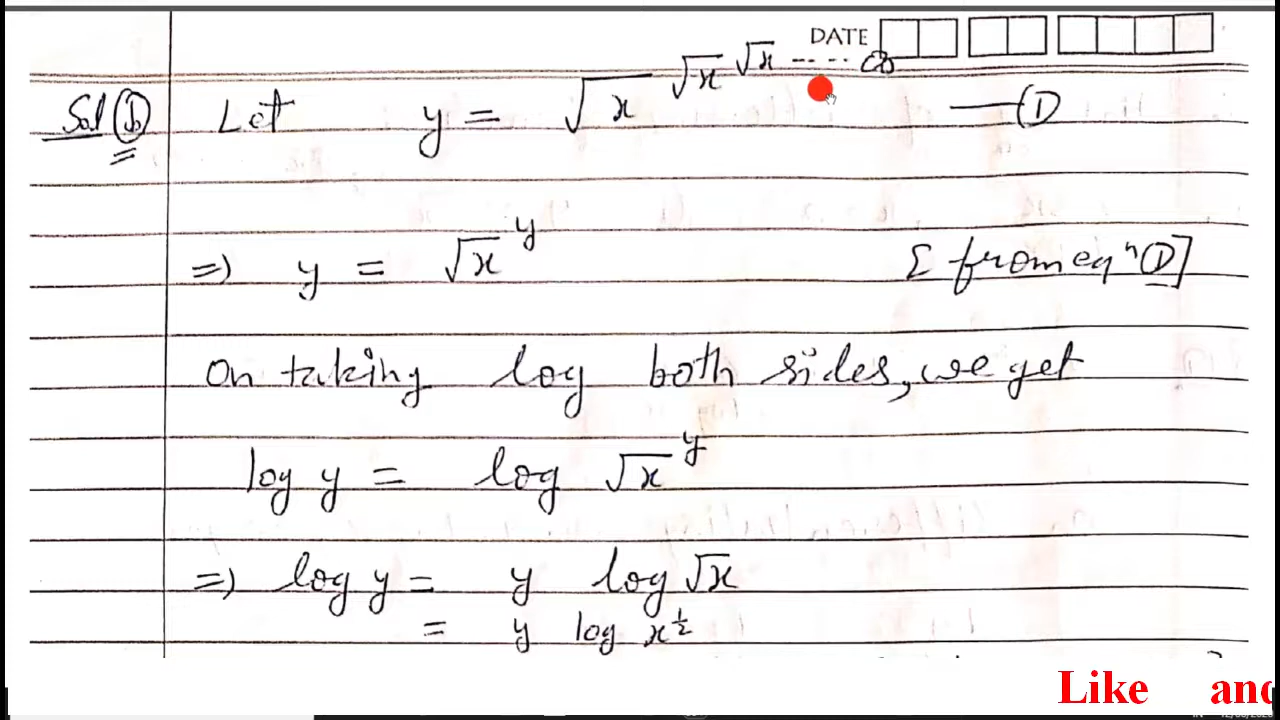 DATE
Sol ① Let y = √x^√x^√x ----- ∞ —①
=) y = √x^y [from eqⁿ ①]
On taking log both sides, we get
log y = log √x^y
=) log y = y log √x
= y log x^½
Like and